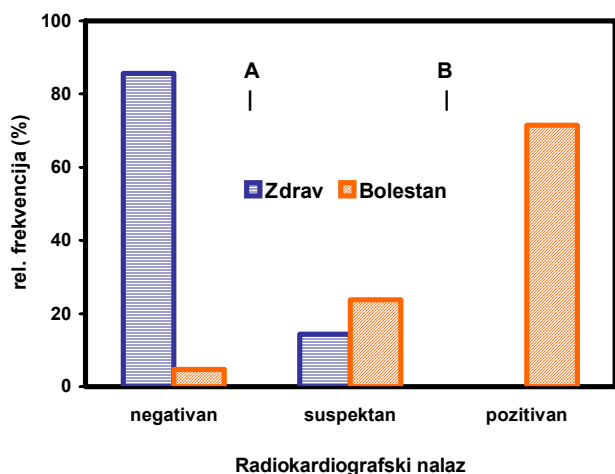 100
80
60
40
20
0
rel. frekvencija (%)
A
B
Zdrav
Bolestan
negativan
suspektan
pozitivan
Radiokardiografski nalaz